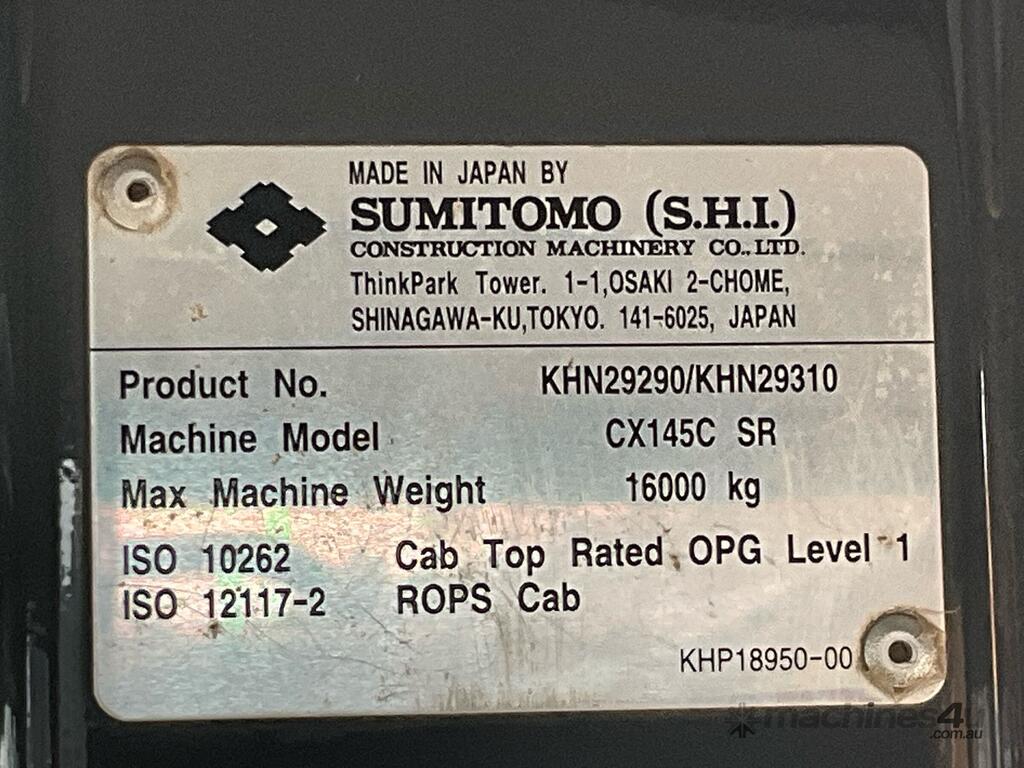 MADE IN JAPAN BY
SUMITOMO (S.H.I.)
CONSTRUCTION MACHINERY CO.,LTD.
ThinkPark Tower. 1-1,OSAKI 2-CHOME,
SHINAGAWA-KU,TOKYO. 141-6025, JAPAN
Product No. KHN29290/KHN29310
Machine Model CX145C SR
Max Machine Weight 16000 kg
ISO 10262 Cab Top Rated OPG Level 1
ISO 12117-2 ROPS Cab
KHP18950-00
machines4u
.com.au